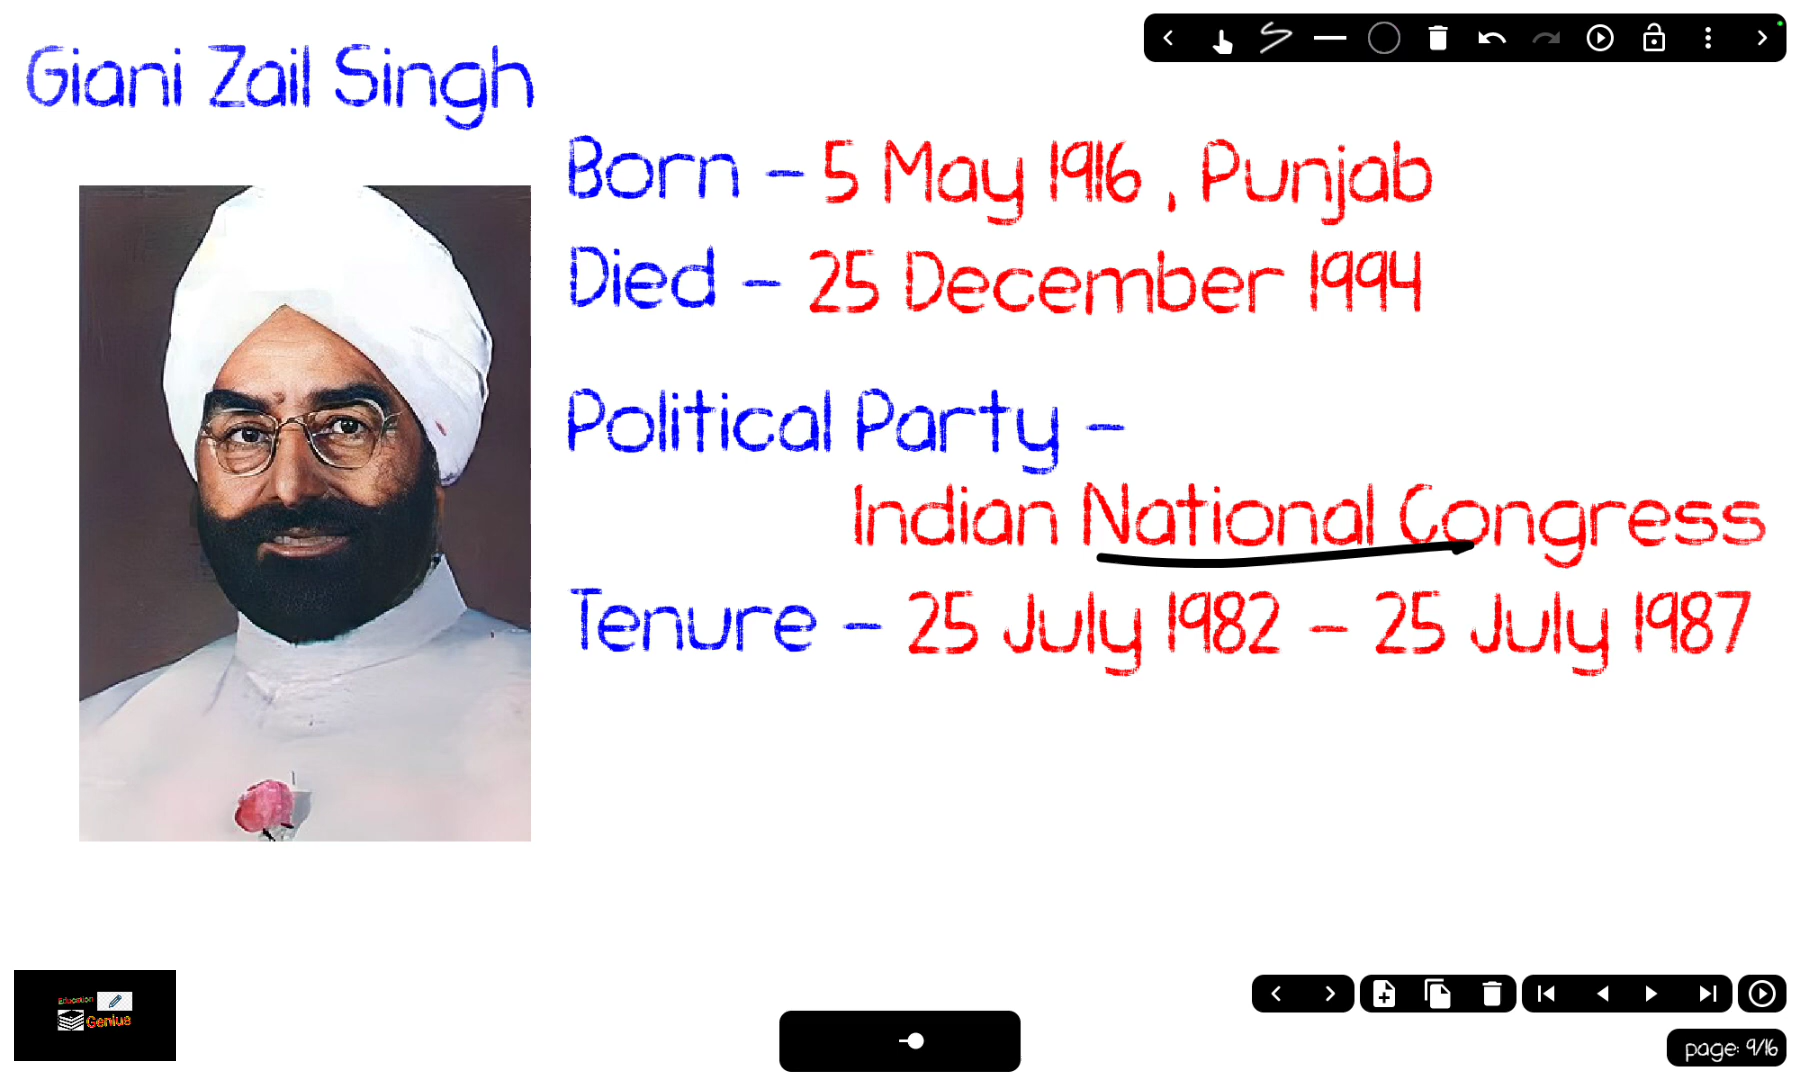 Giani Zail Singh
Born - 5 May 1916 , Punjab
Died - 25 December 1994
Political Party -
Indian National Congress
Tenure - 25 July 1982 - 25 July 1987
Education
Genius
page: 9/16